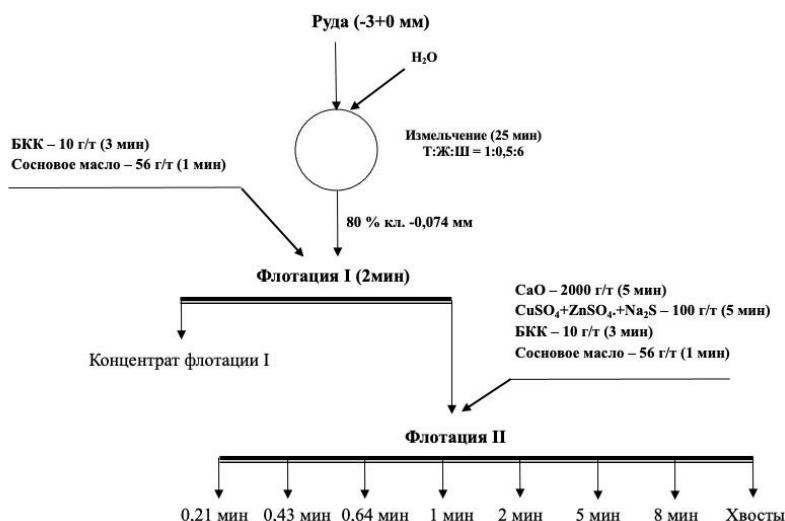 Руда (-3+0 мм)
H₂O
Измельчение (25 мин)
Т:Ж:Ш = 1:0,5:6
БКК – 10 г/т (3 мин)
Сосновое масло – 56 г/т (1 мин)
80 % кл. -0,074 мм
Флотация I (2мин)
Концентрат флотации I
CaO – 2000 г/т (5 мин)
CuSO₄+ZnSO₄.+Na₂S – 100 г/т (5 мин)
БКК – 10 г/т (3 мин)
Сосновое масло – 56 г/т (1 мин)
Флотация II
0,21 мин 0,43 мин 0,64 мин 1 мин 2 мин 5 мин 8 мин Хвосты